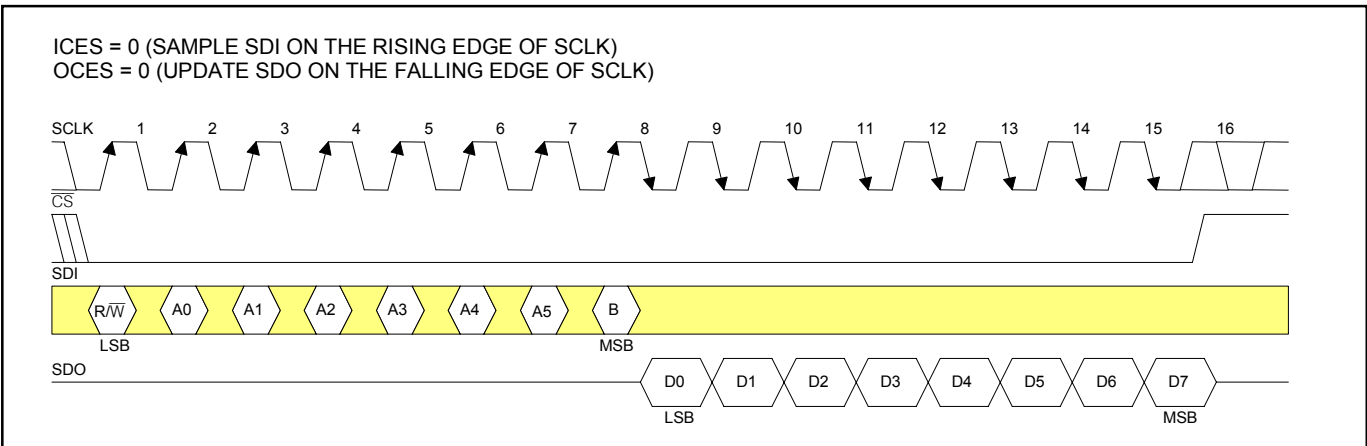 ICES = 0 (SAMPLE SDI ON THE RISING EDGE OF SCLK)
OCES = 0 (UPDATE SDO ON THE FALLING EDGE OF SCLK)
SCLK 1 2 3 4 5 6 7 8 9 10 11 12 13 14 15 16
C̅S̅
SDI
R/W̅ A0 A1 A2 A3 A4 A5 B
LSB MSB
SDO
D0 D1 D2 D3 D4 D5 D6 D7
LSB MSB